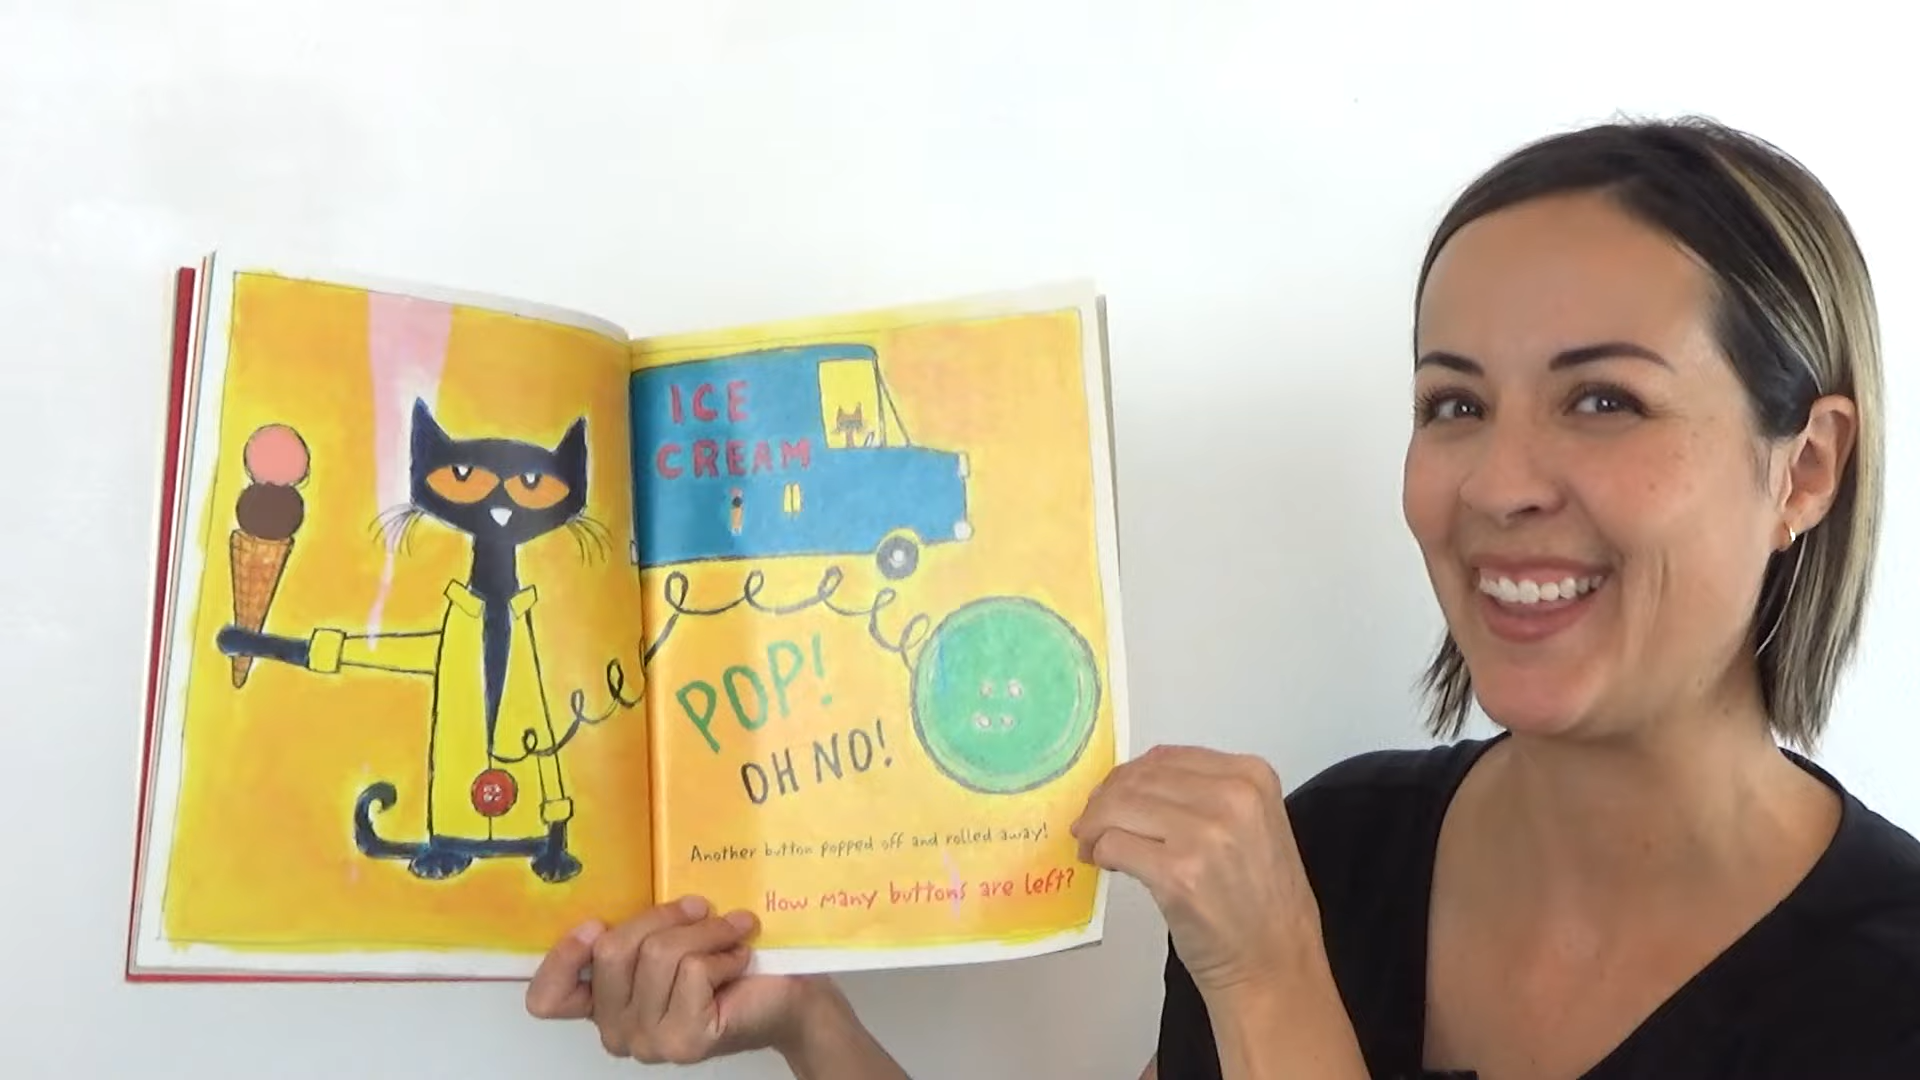 ICE
CREAM
POP!
OH NO!
Another button popped off and rolled away!
How many buttons are left?